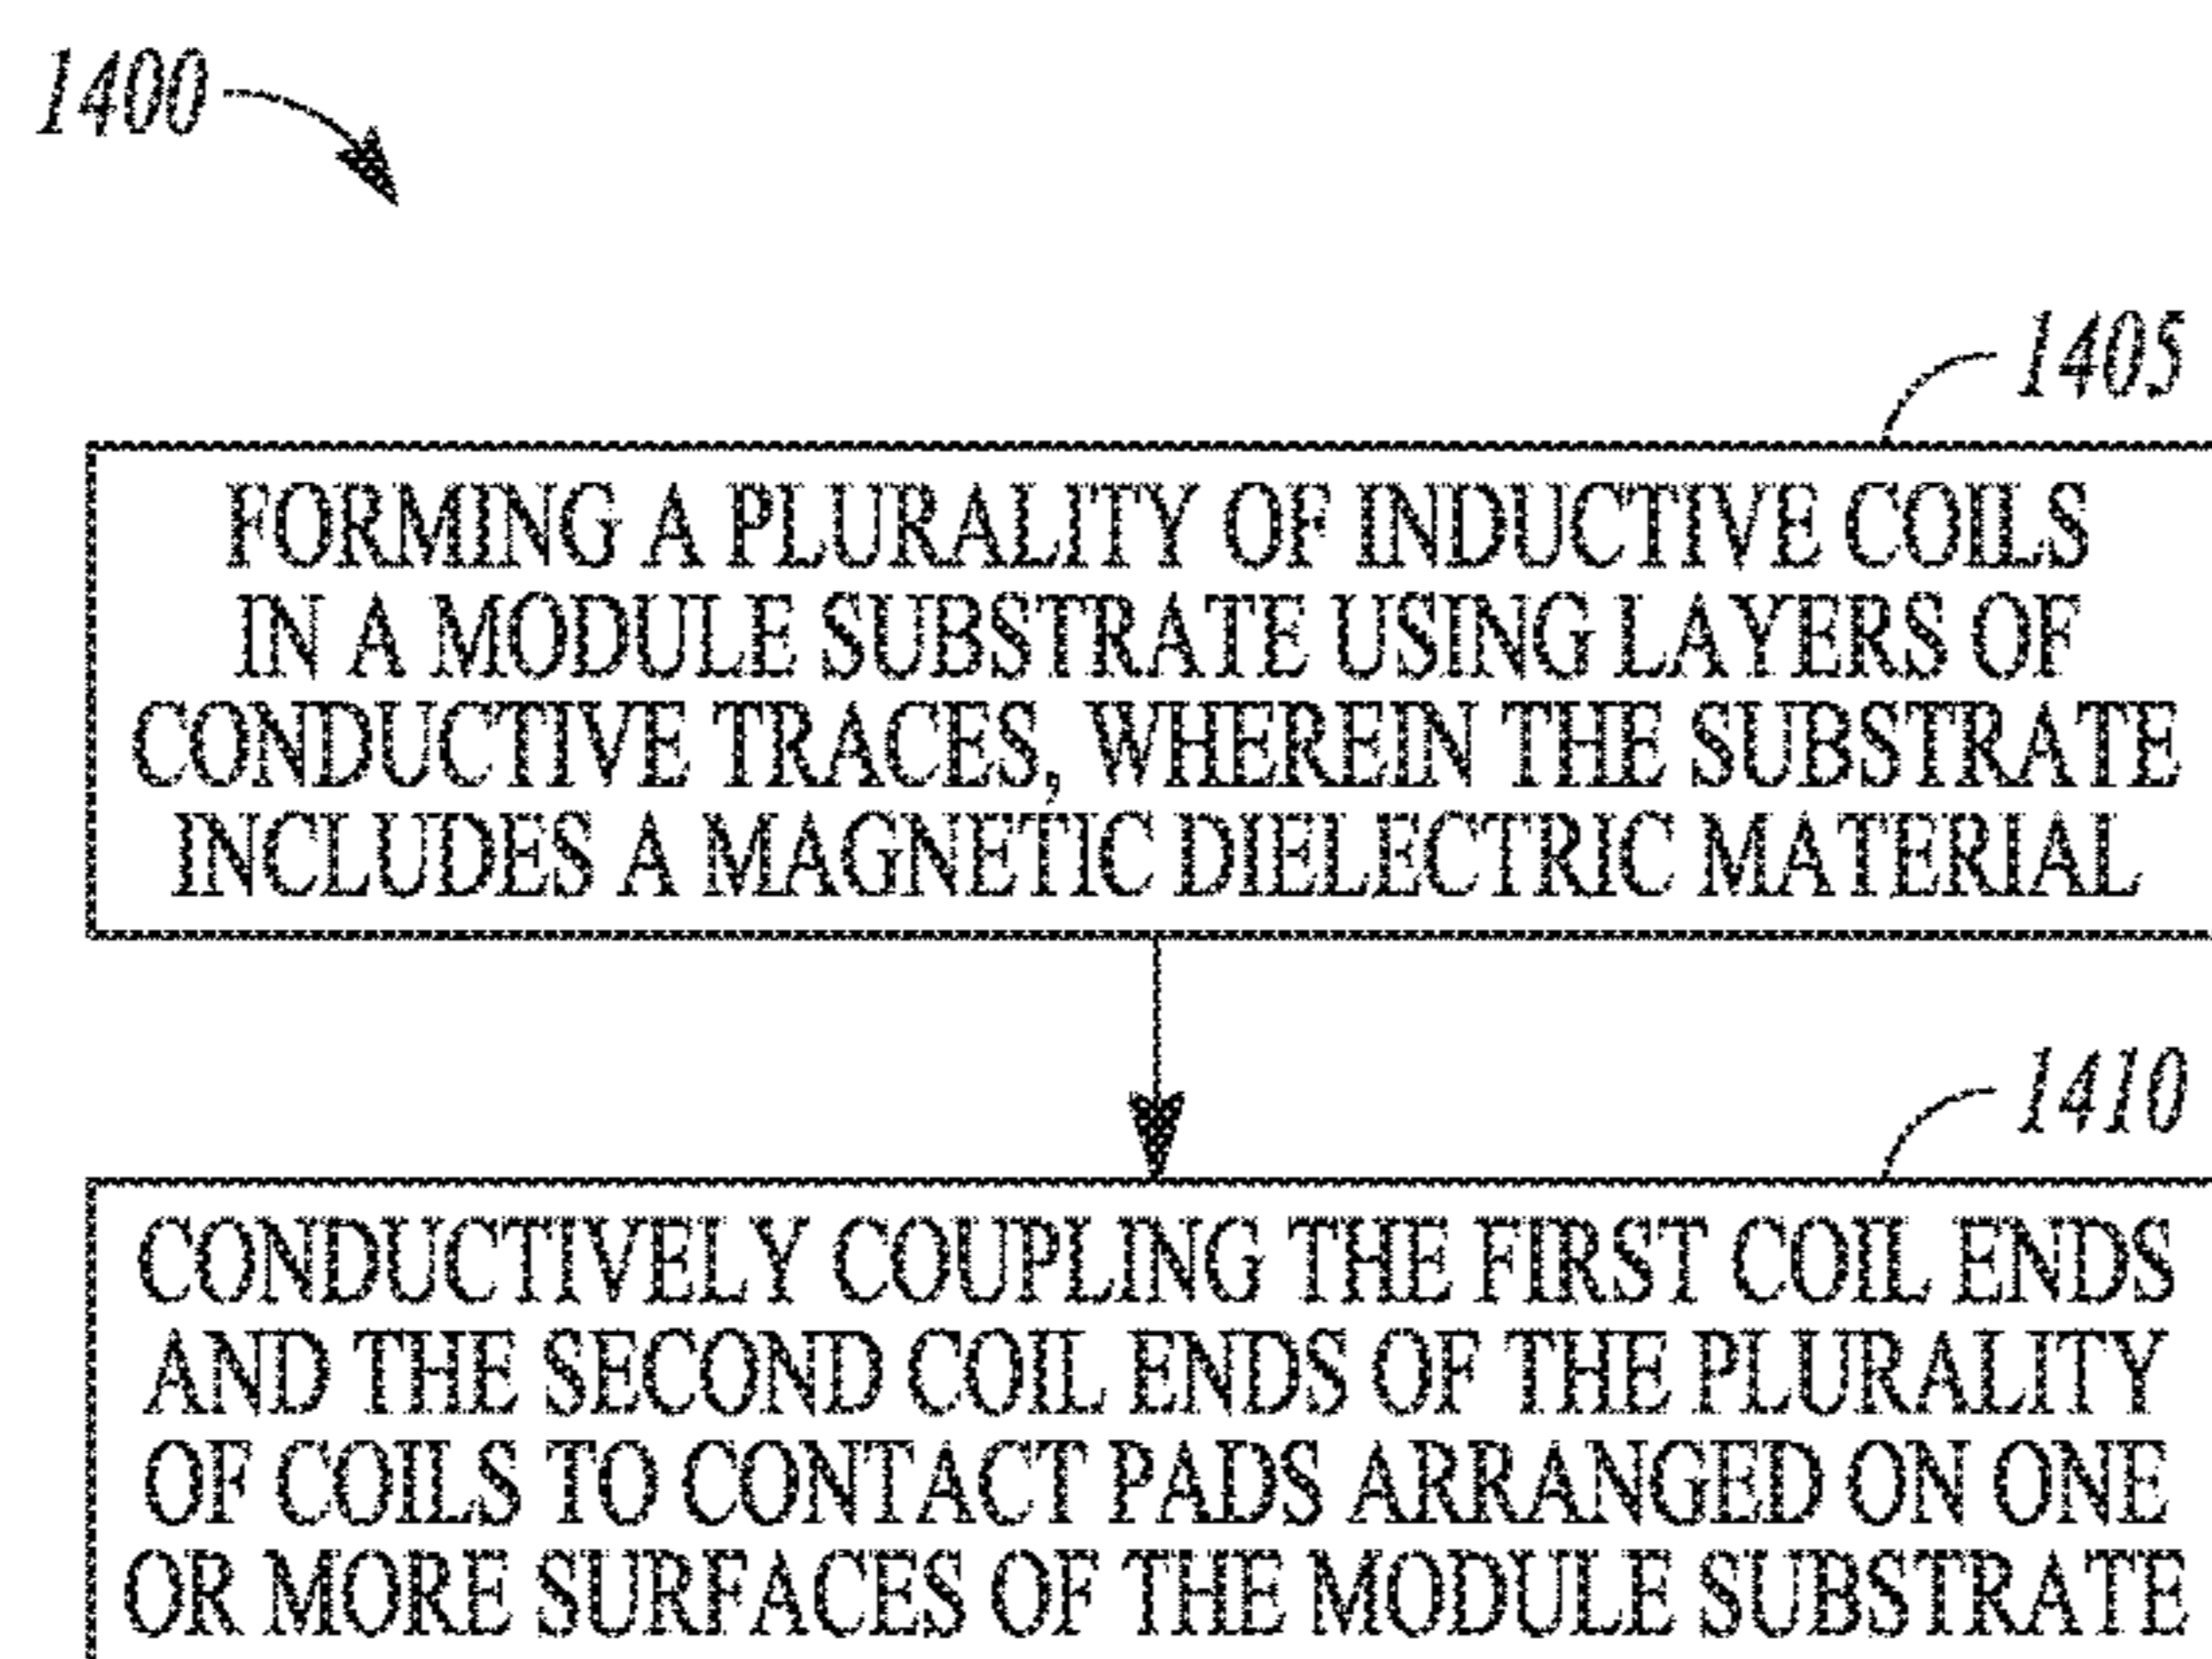 1400
1405
FORMING A PLURALITY OF INDUCTIVE COILS
IN A MODULE SUBSTRATE USING LAYERS OF
CONDUCTIVE TRACES, WHEREIN THE SUBSTRATE
INCLUDES A MAGNETIC DIELECTRIC MATERIAL
1410
CONDUCTIVELY COUPLING THE FIRST COIL ENDS
AND THE SECOND COIL ENDS OF THE PLURALITY
OF COILS TO CONTACT PADS ARRANGED ON ONE
OR MORE SURFACES OF THE MODULE SUBSTRATE